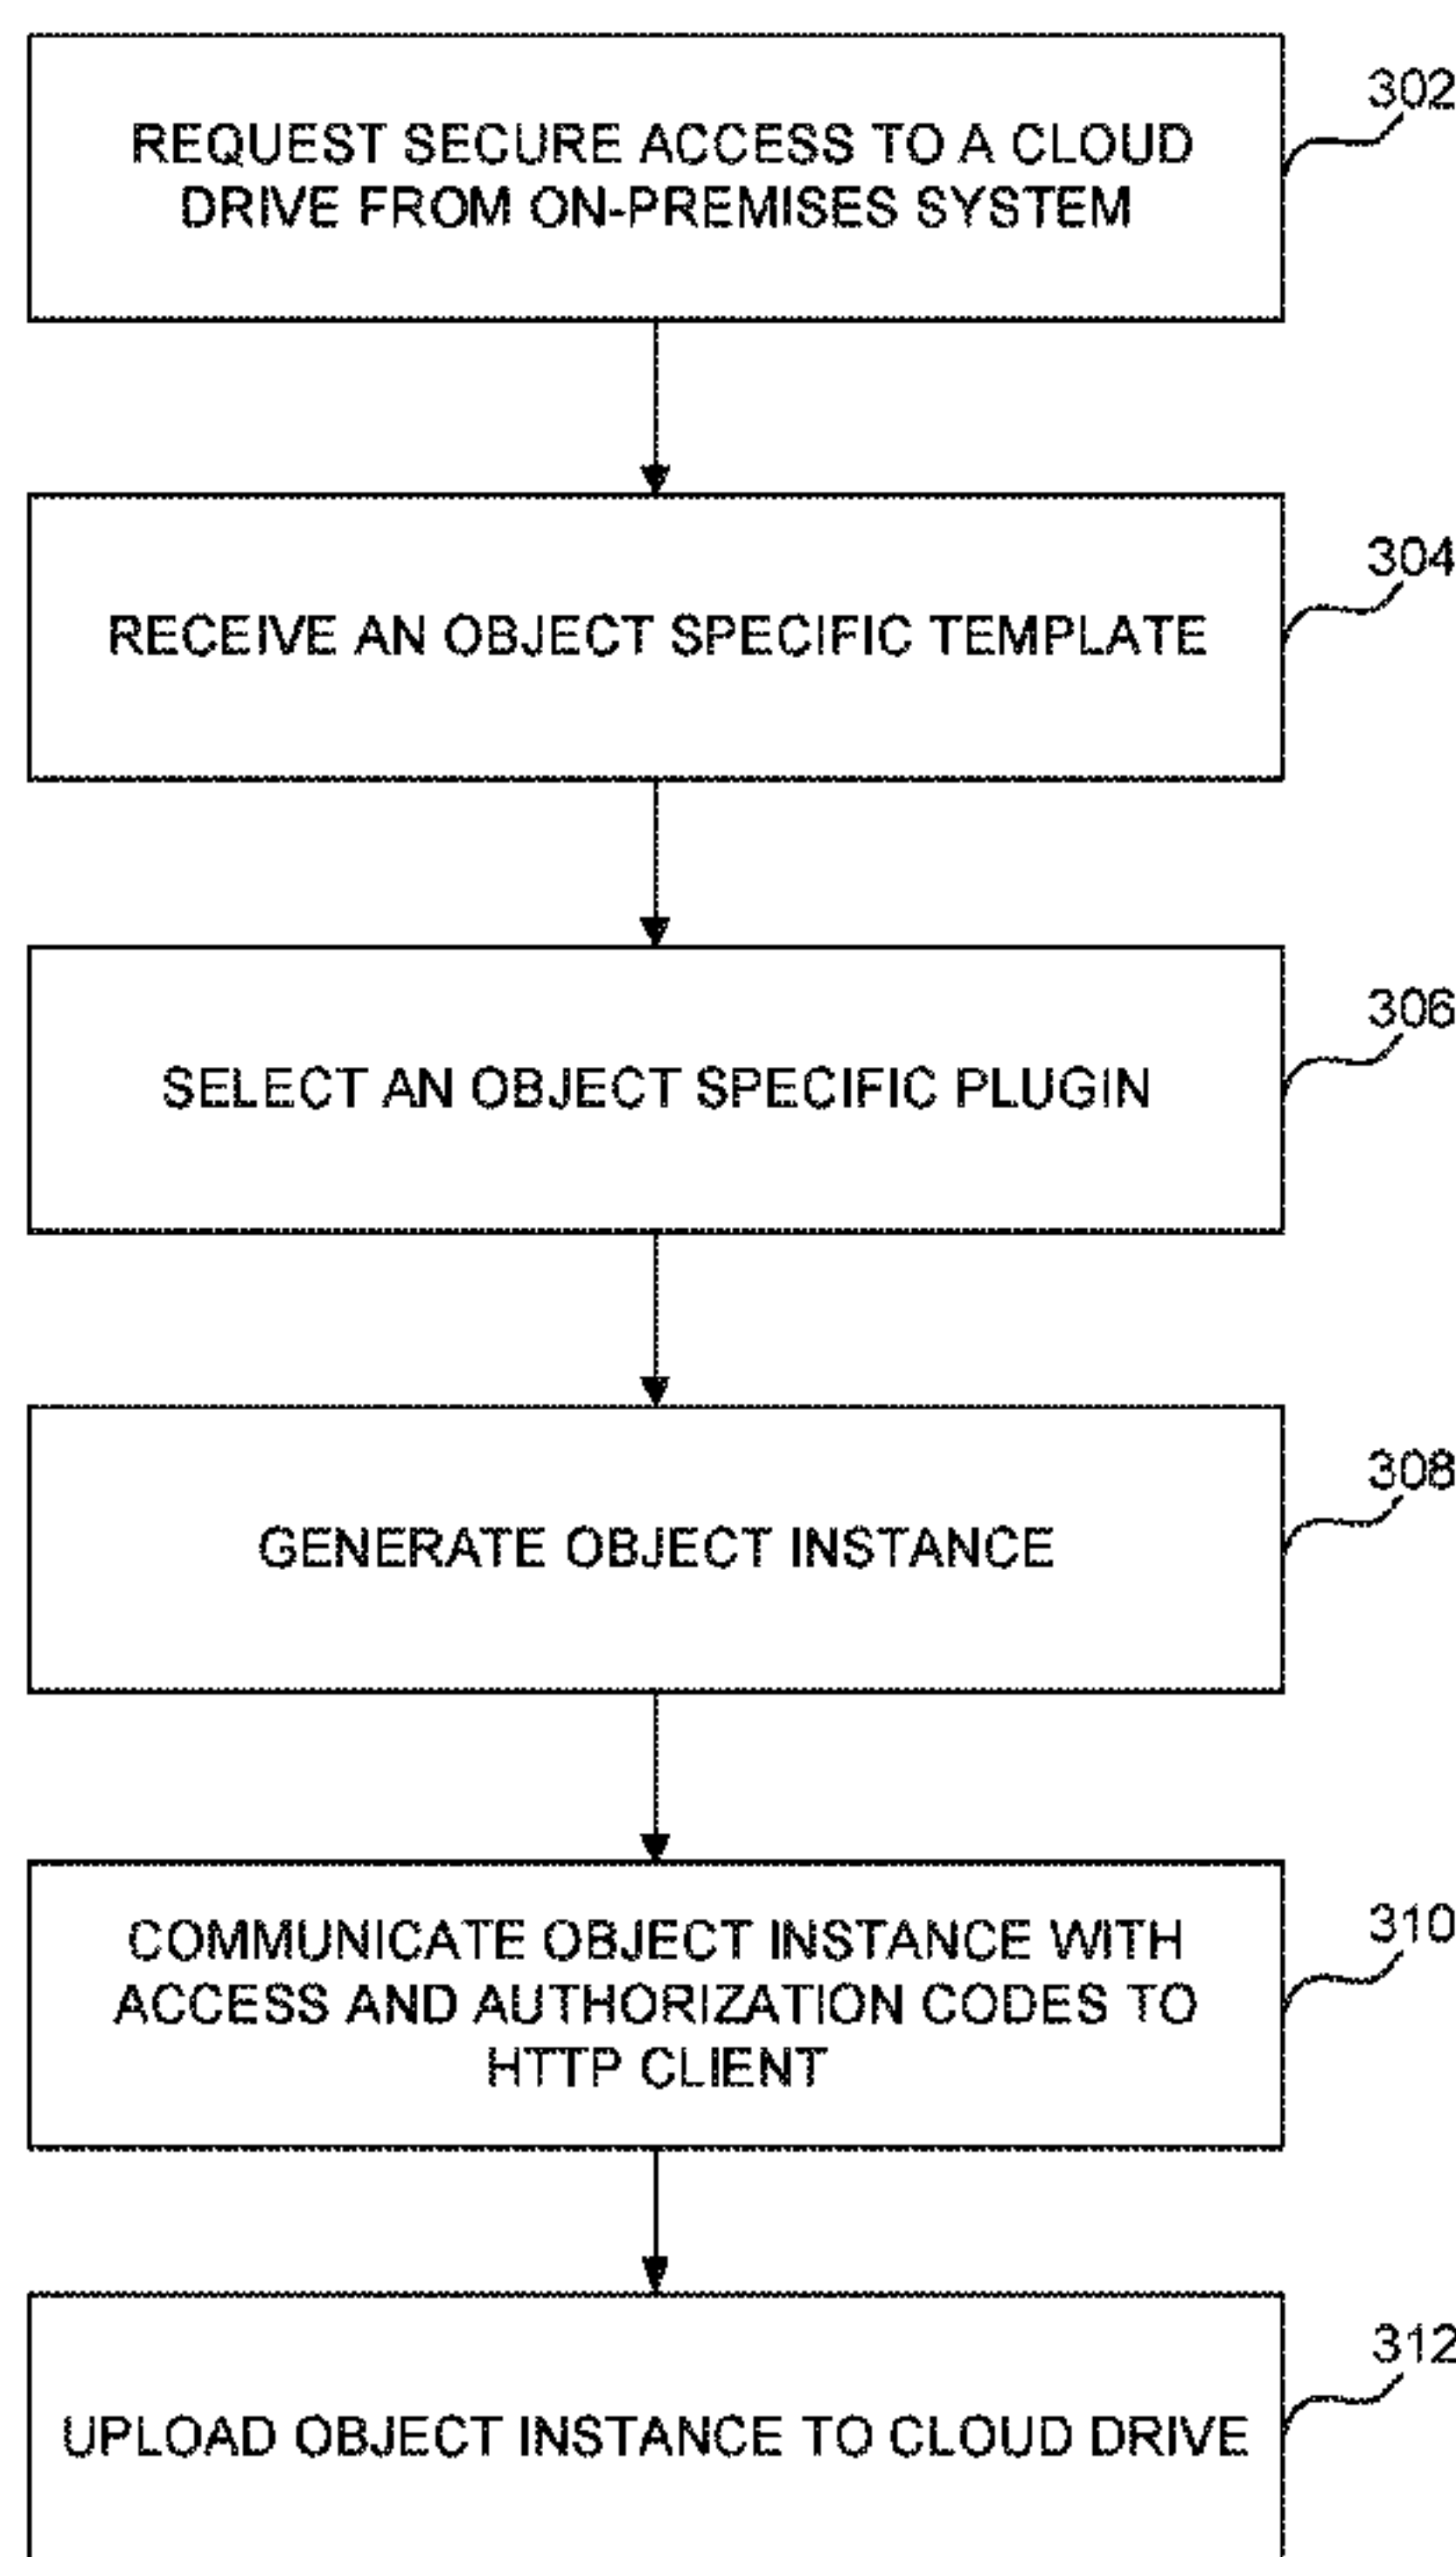 302
REQUEST SECURE ACCESS TO A CLOUD
DRIVE FROM ON-PREMISES SYSTEM
304
RECEIVE AN OBJECT SPECIFIC TEMPLATE
306
SELECT AN OBJECT SPECIFIC PLUGIN
308
GENERATE OBJECT INSTANCE
310
COMMUNICATE OBJECT INSTANCE WITH
ACCESS AND AUTHORIZATION CODES TO
HTTP CLIENT
312
UPLOAD OBJECT INSTANCE TO CLOUD DRIVE